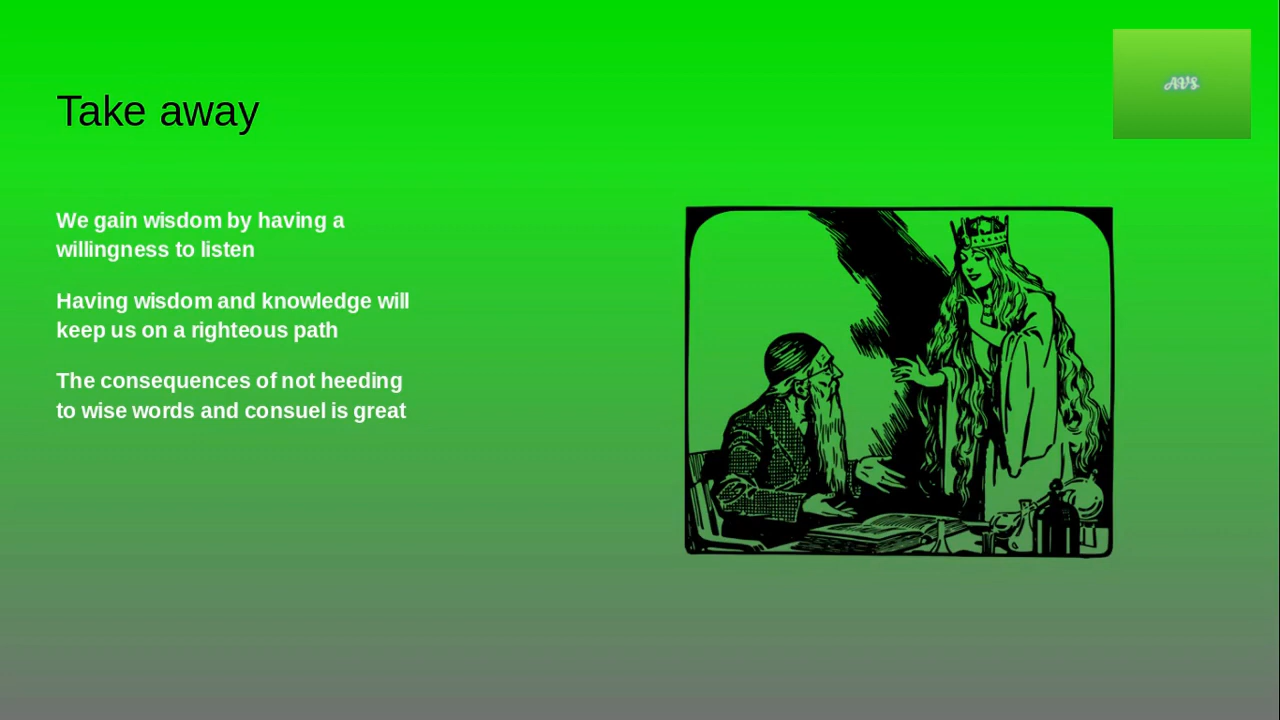 AVS
Take away
We gain wisdom by having a
willingness to listen
Having wisdom and knowledge will
keep us on a righteous path
The consequences of not heeding
to wise words and consuel is great